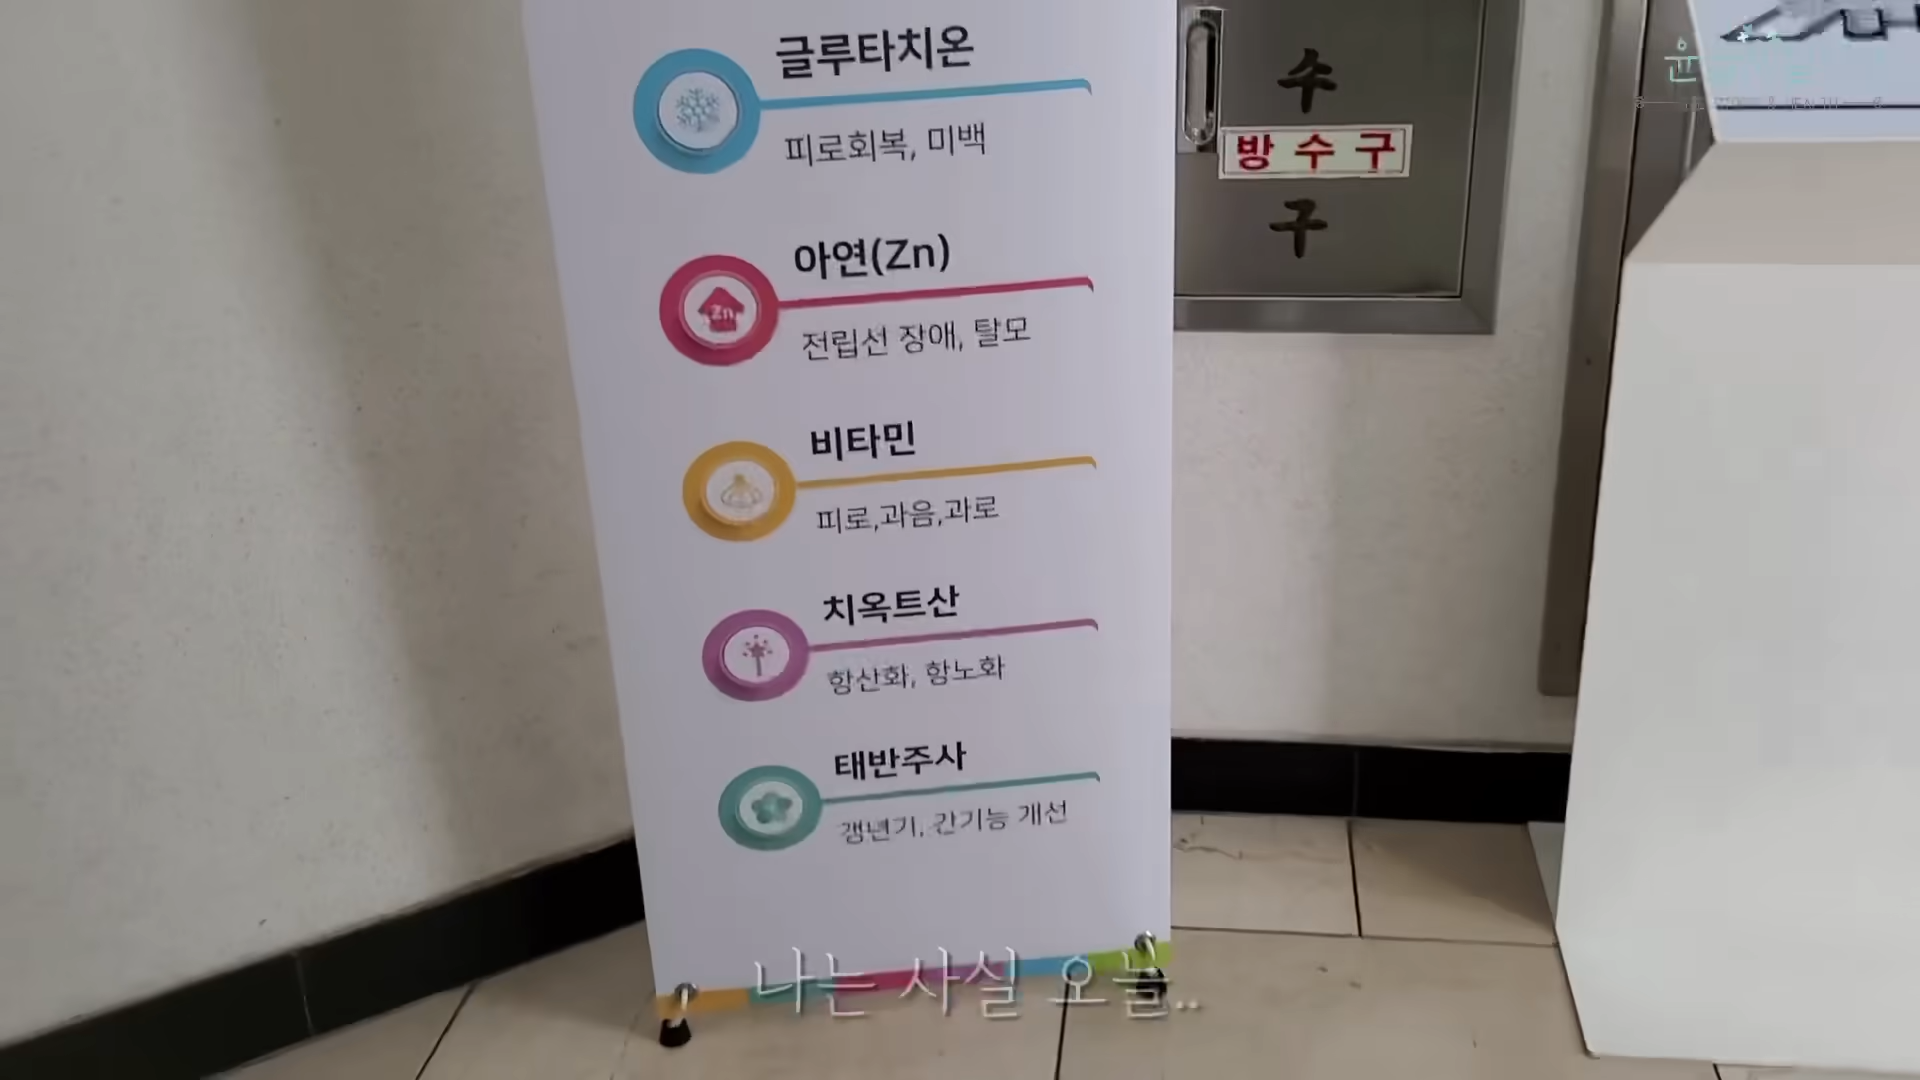 글루타치온
피로회복, 미백
아연(Zn)
Zn
전립선 장애, 탈모
비타민
피로,과음,과로
치옥트산
항산화, 항노화
태반주사
갱년기, 간기능 개선
수
방수구
구
윤
나는 사실 오늘..